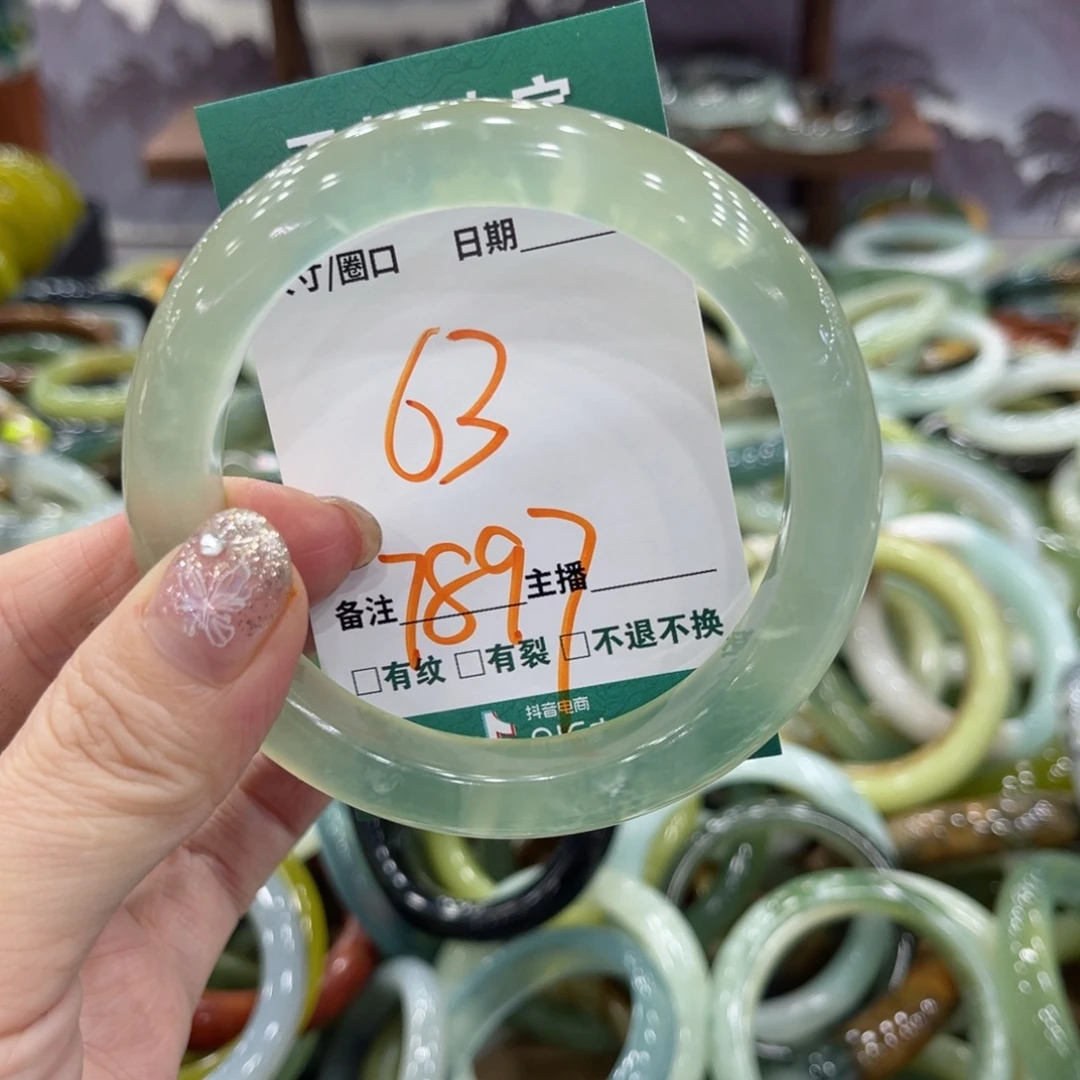 寸/圈口 日期
63
7897
备注 主播
□有纹 □有裂 □不退不换
抖音电商